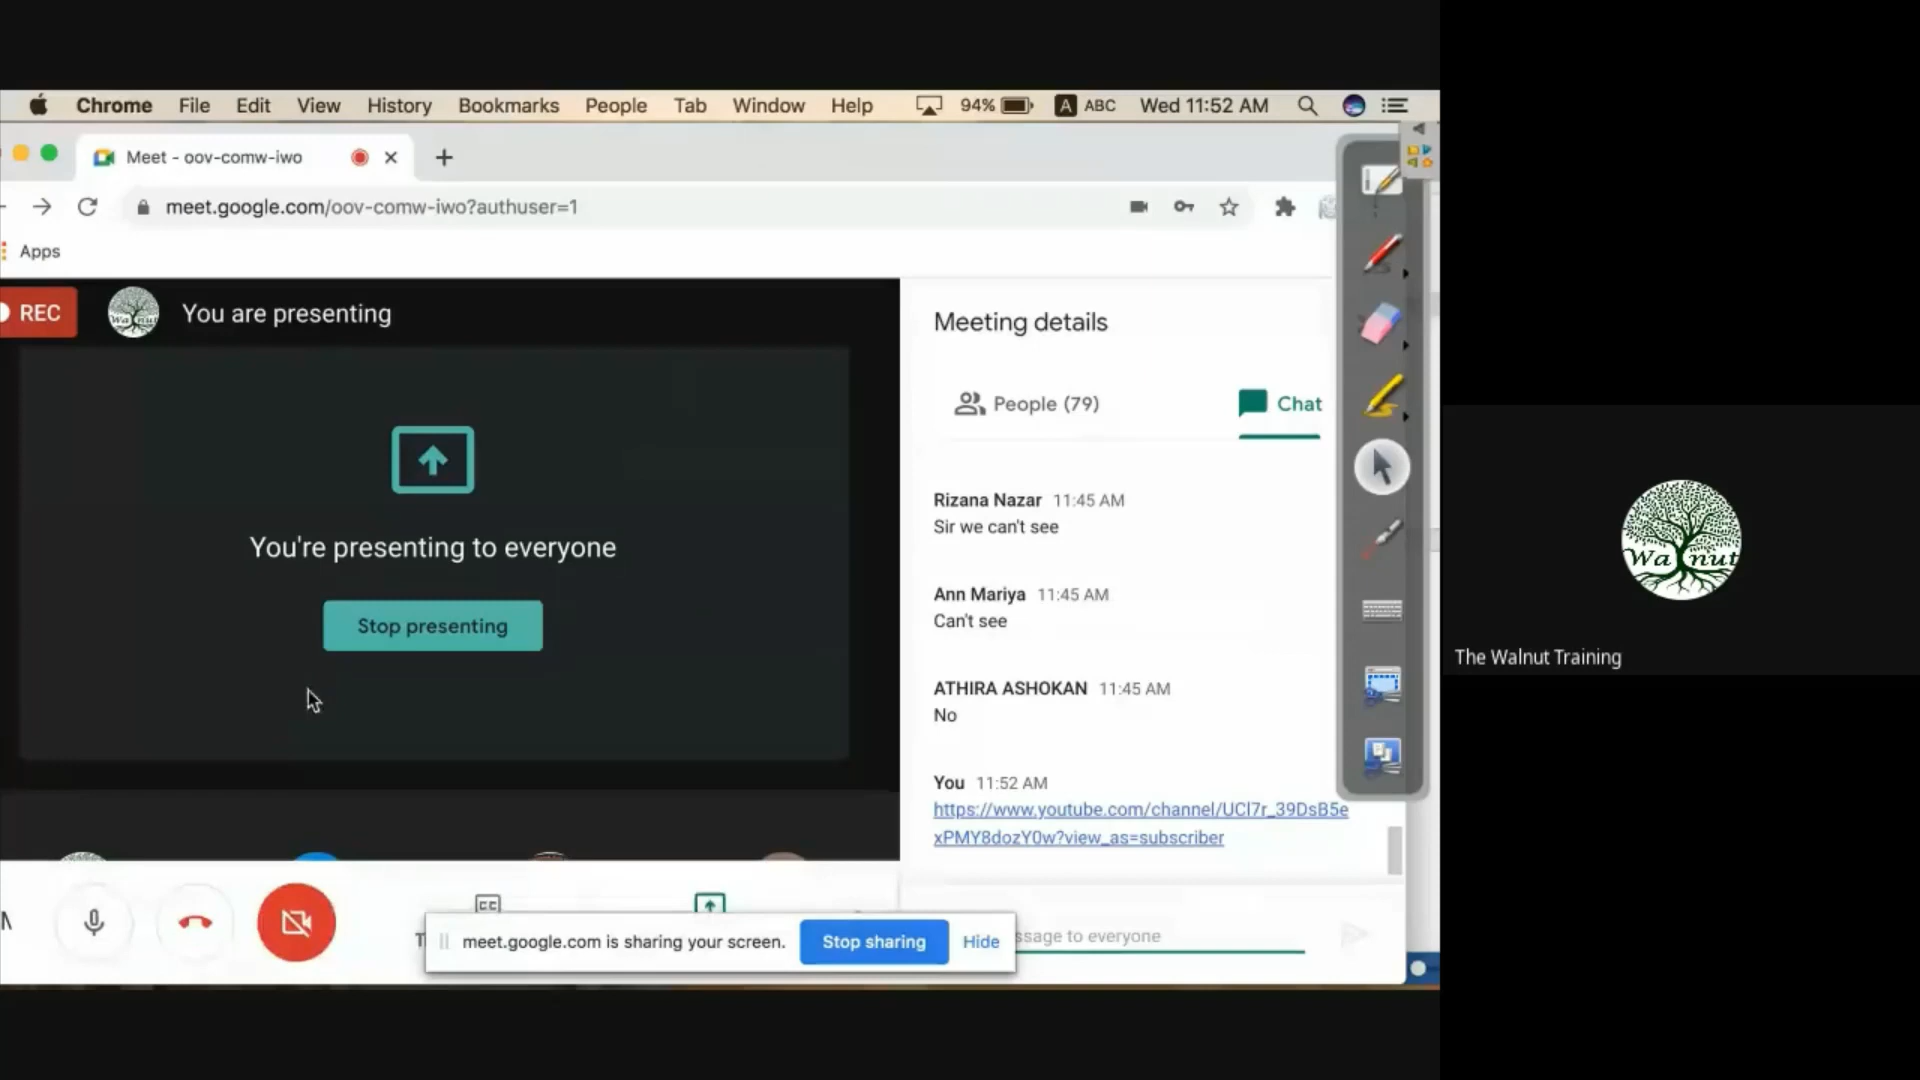 Chrome File Edit View History Bookmarks People Tab Window Help 94% A ABC Wed 11:52 AM
Meet - oov-comw-iwo
meet.google.com/oov-comw-iwo?authuser=1
Apps
REC
Walnut
You are presenting
You're presenting to everyone
Stop presenting
Meeting details
People (79)
Chat
Rizana Nazar 11:45 AM
Sir we can't see
Ann Mariya 11:45 AM
Can't see
ATHIRA ASHOKAN 11:45 AM
No
You 11:52 AM
https://www.youtube.com/channel/UCl7r_39DsB5e
xPMY8dozY0w?view_as=subscriber
meet.google.com is sharing your screen.
Stop sharing
Hide
ssage to everyone
Walnut
The Walnut Training